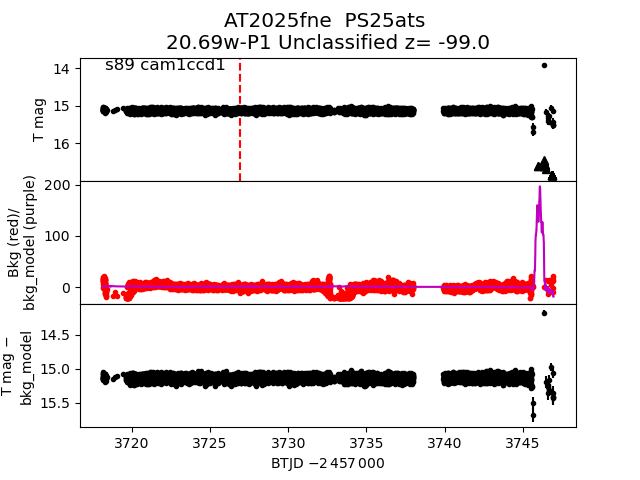 AT2025fne  PS25ats
20.69w-P1 Unclassified z= -99.0
s89 cam1ccd1
14
15
16
T mag
200
100
0
Bkg (red)/
bkg_model (purple)
14.5
15.0
15.5
T mag −
bkg_model
3720
3725
3730
3735
3740
3745
BTJD −2 457 000